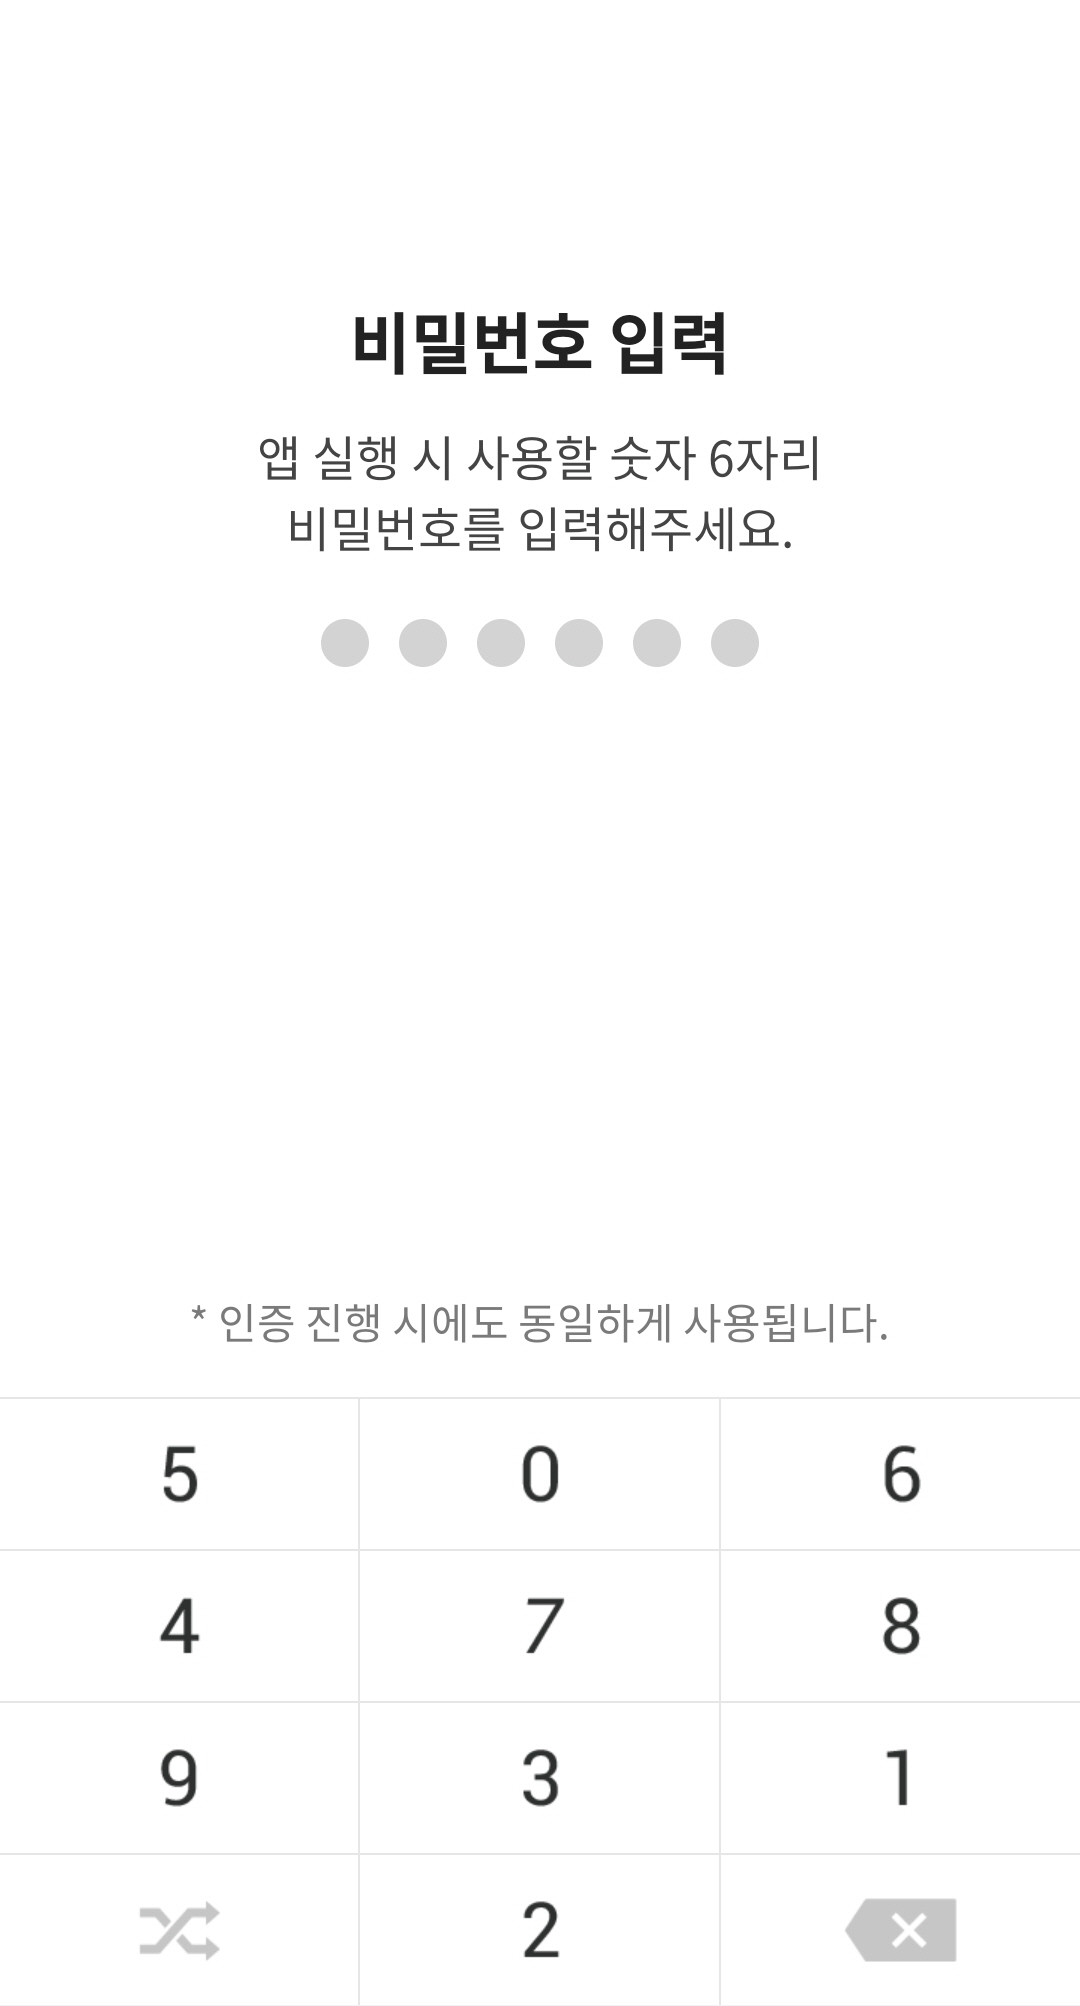 비밀번호 입력
앱 실행 시 사용할 숫자 6자리
비밀번호를 입력해주세요.
* 인증 진행 시에도 동일하게 사용됩니다.
5 0 6
4 7 8
9 3 1
2